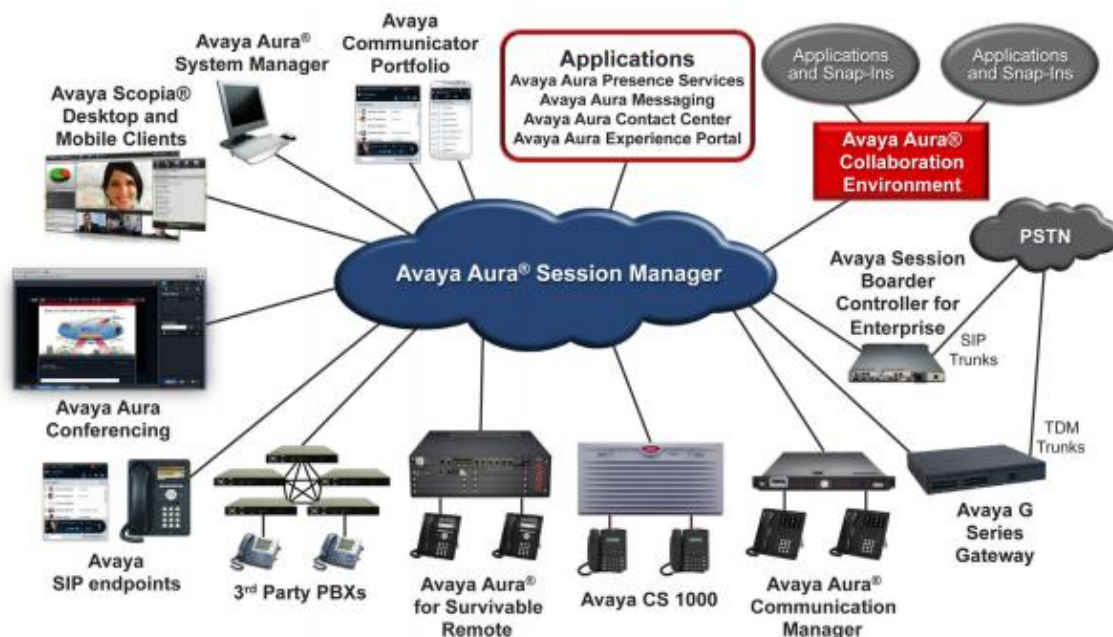 Avaya Aura®
System Manager
Avaya
Communicator
Portfolio
Applications
Avaya Aura Presence Services
Avaya Aura Messaging
Avaya Aura Contact Center
Avaya Aura Experience Portal
Applications
and Snap-Ins
Applications
and Snap-Ins
Avaya Scopia®
Desktop and
Mobile Clients
Avaya Aura®
Collaboration
Environment
PSTN
Avaya Aura® Session Manager
Avaya Session
Boarder
Controller for
Enterprise
SIP
Trunks
Avaya Aura
Conferencing
TDM
Trunks
Avaya
SIP endpoints
3rd Party PBXs
Avaya Aura®
for Survivable
Remote
Avaya CS 1000
Avaya Aura®
Communication
Manager
Avaya G
Series
Gateway